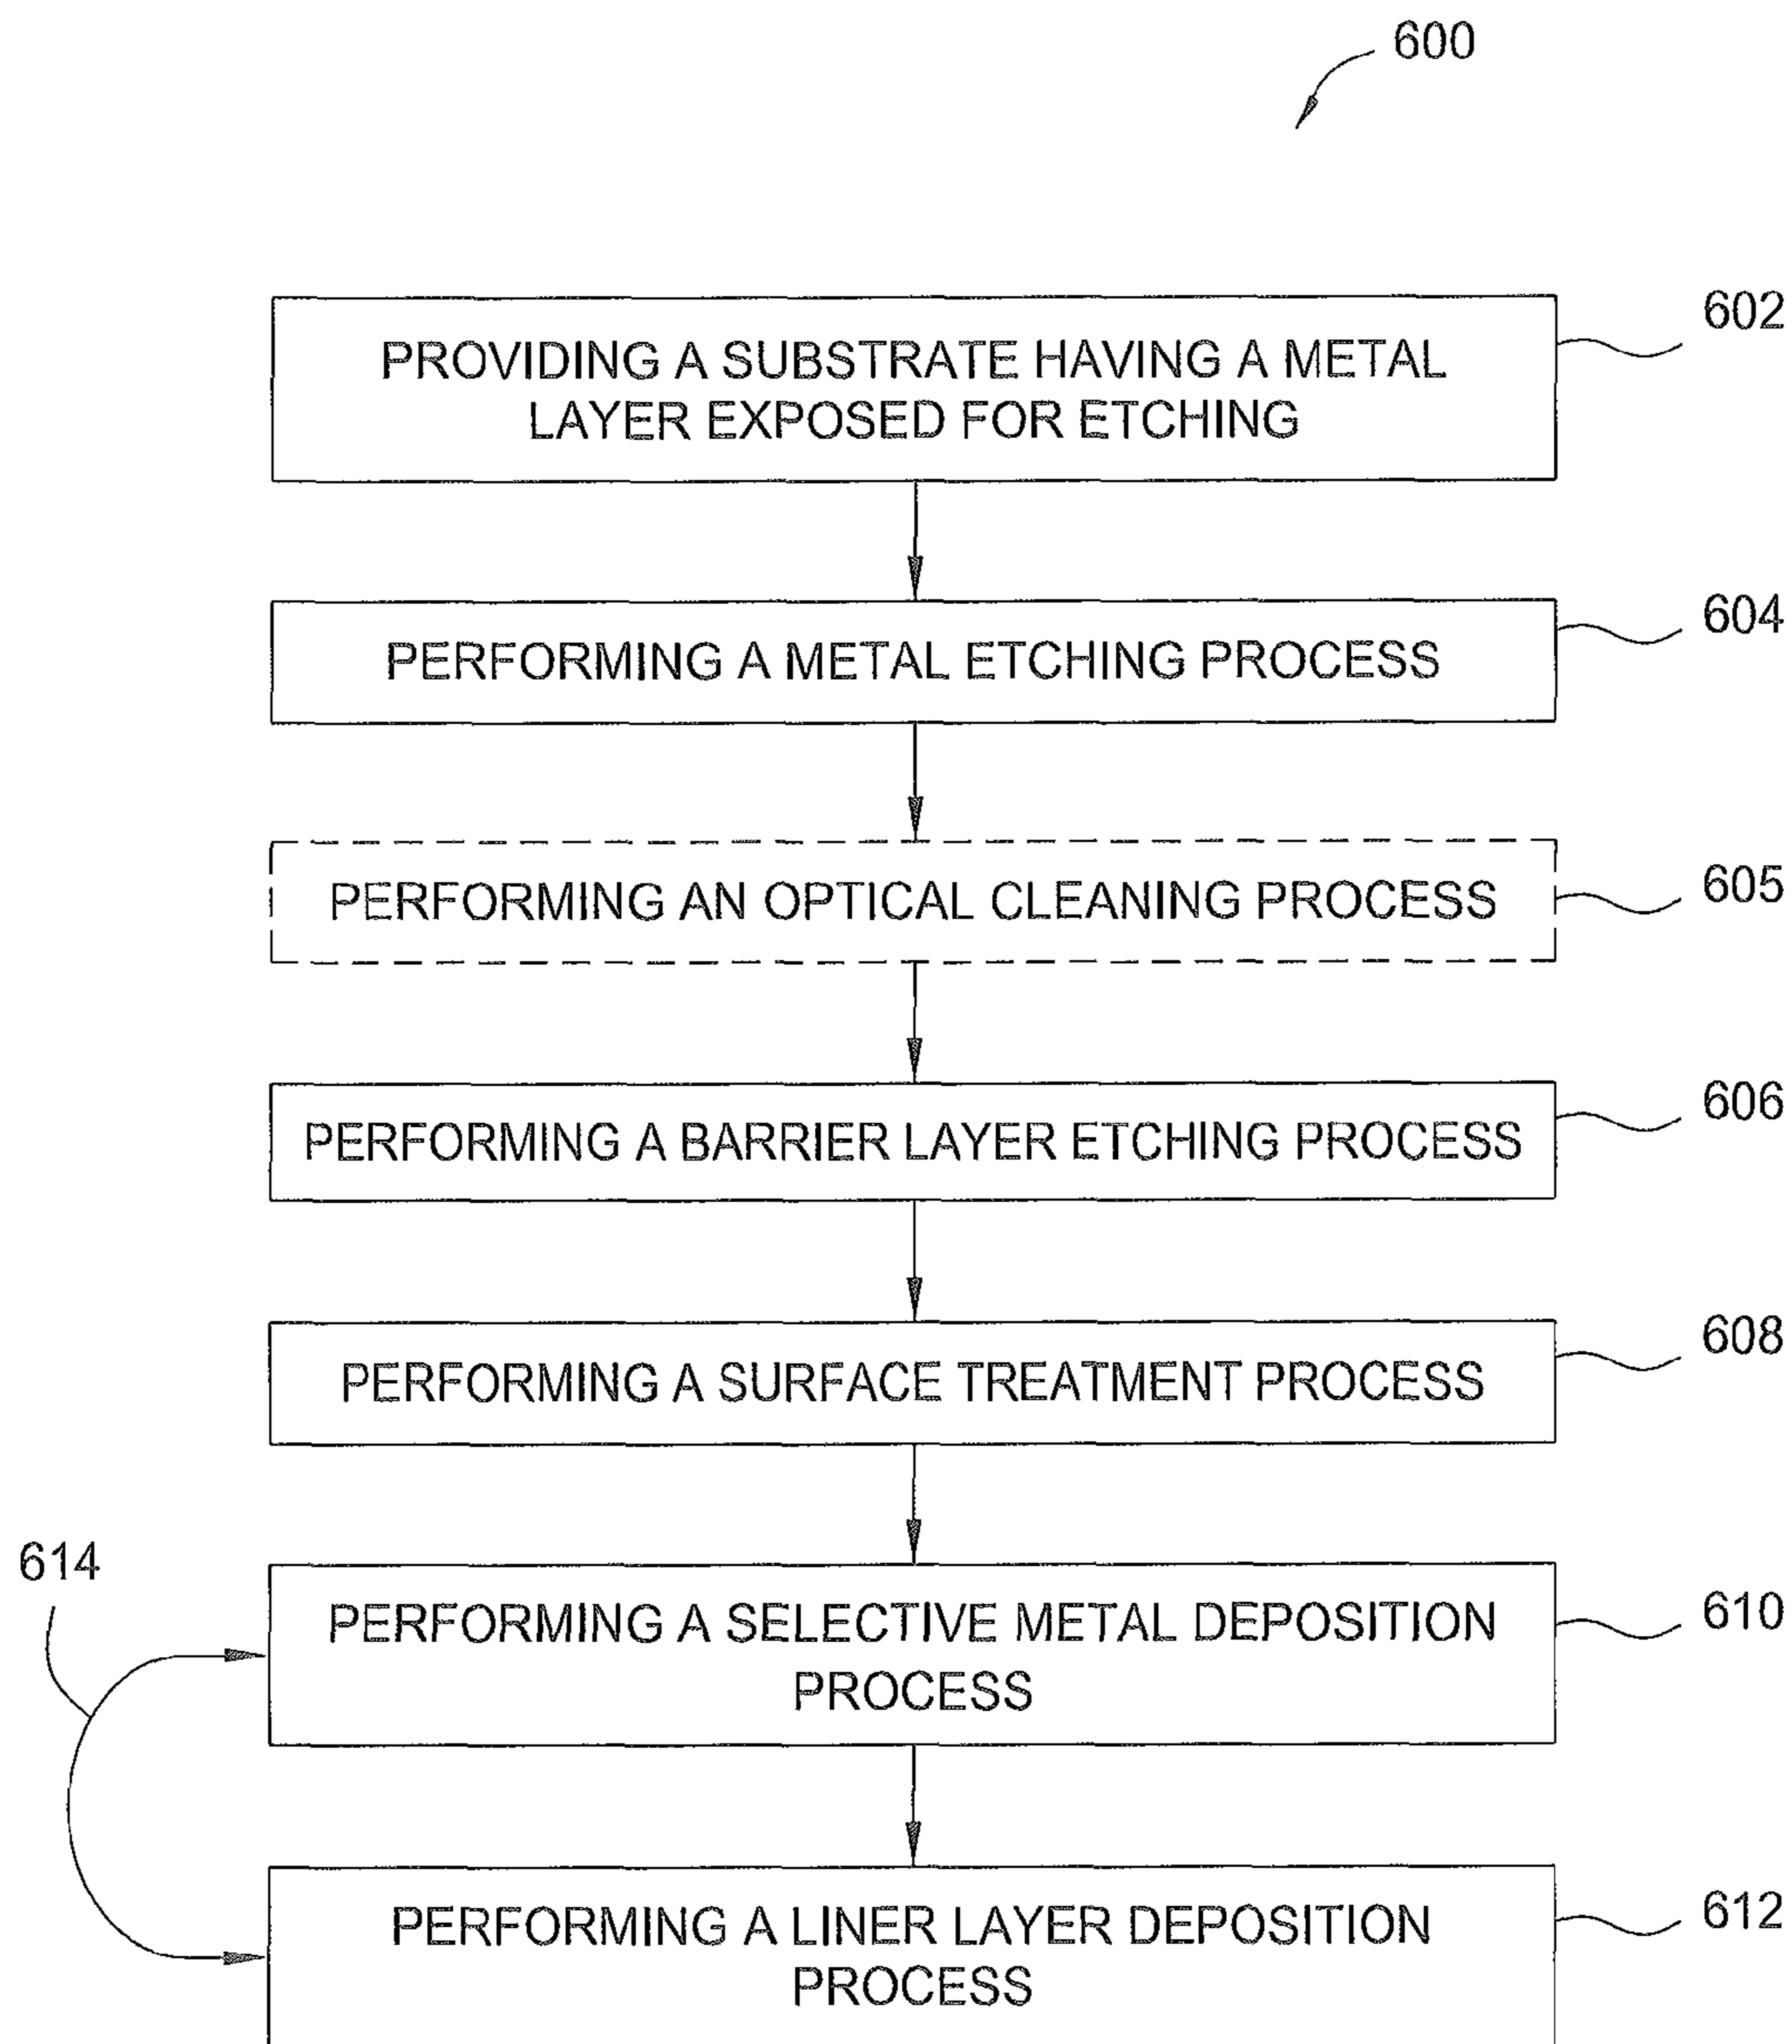 600
PROVIDING A SUBSTRATE HAVING A METAL
LAYER EXPOSED FOR ETCHING
602
PERFORMING A METAL ETCHING PROCESS
604
PERFORMING AN OPTICAL CLEANING PROCESS
605
PERFORMING A BARRIER LAYER ETCHING PROCESS
606
PERFORMING A SURFACE TREATMENT PROCESS
608
614
PERFORMING A SELECTIVE METAL DEPOSITION
PROCESS
610
PERFORMING A LINER LAYER DEPOSITION
PROCESS
612